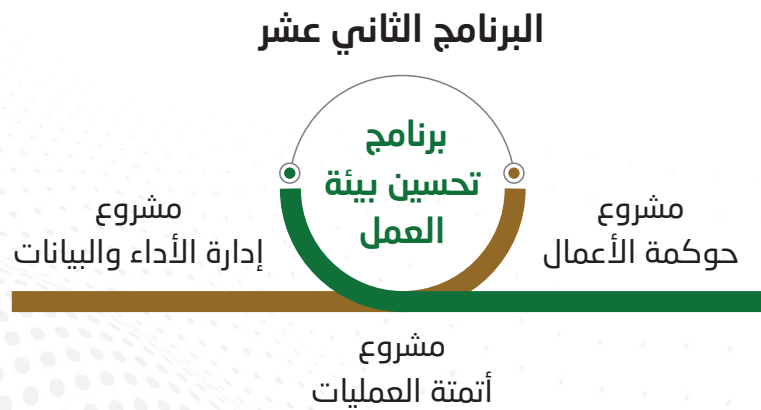 البرنامج الثاني عشر
برنامج
تحسين بيئة
العمل
مشروع
حوكمة الأعمال
مشروع
إدارة الأداء والبيانات
مشروع
أتمتة العمليات